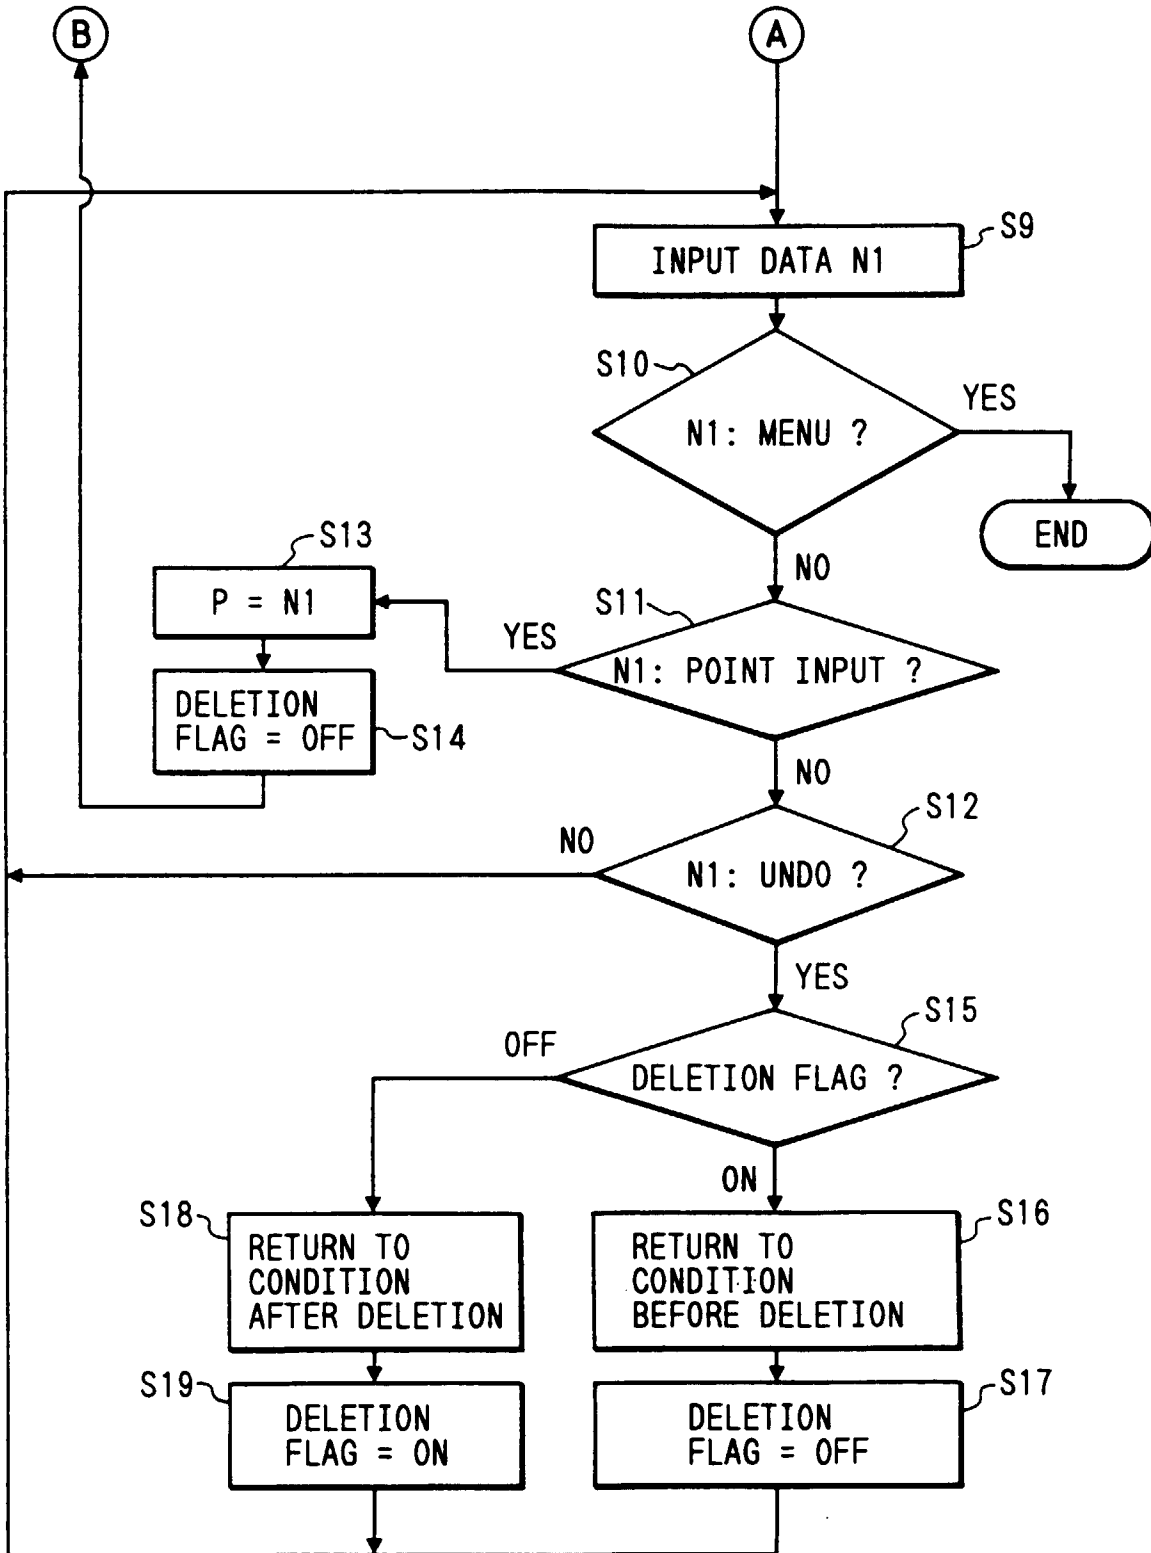 B
A
S9
INPUT DATA N1
S10
YES
N1: MENU ?
END
NO
S13
P = N1
S11
YES
N1: POINT INPUT ?
DELETION
FLAG = OFF
S14
NO
S12
NO
N1: UNDO ?
YES
S15
OFF
DELETION FLAG ?
ON
S18
RETURN TO
CONDITION
AFTER DELETION
S16
RETURN TO
CONDITION
BEFORE DELETION
S19
DELETION
FLAG = ON
S17
DELETION
FLAG = OFF